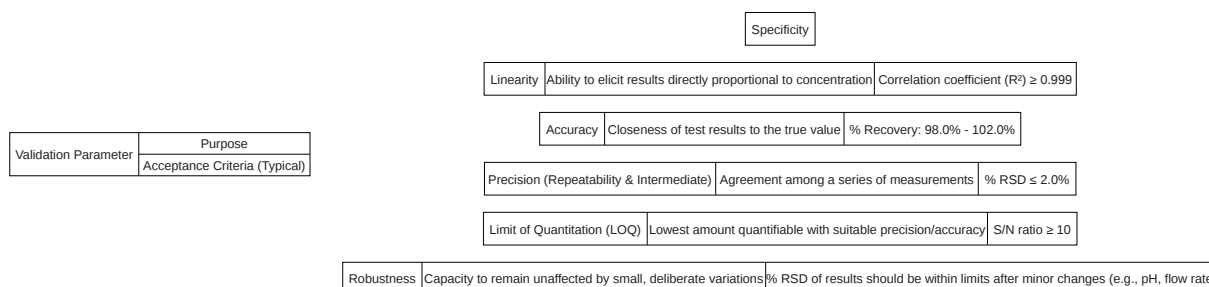 Specificity
Linearity Ability to elicit results directly proportional to concentration Correlation coefficient (R²) ≥ 0.999
Accuracy Closeness of test results to the true value % Recovery: 98.0% - 102.0%
Validation Parameter Purpose
Acceptance Criteria (Typical)
Precision (Repeatability & Intermediate) Agreement among a series of measurements % RSD ≤ 2.0%
Limit of Quantitation (LOQ) Lowest amount quantifiable with suitable precision/accuracy S/N ratio ≥ 10
Robustness Capacity to remain unaffected by small, deliberate variations % RSD of results should be within limits after minor changes (e.g., pH, flow rate